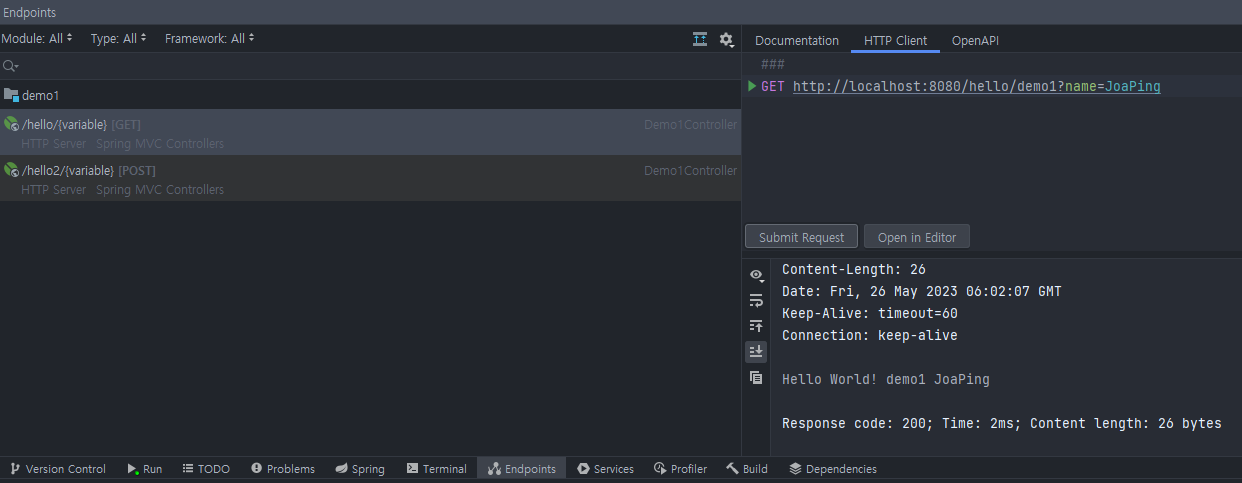 Endpoints
Module: All Type: All Framework: All
demo1
/hello/{variable} [GET] Demo1Controller
HTTP Server Spring MVC Controllers
/hello2/{variable} [POST] Demo1Controller
HTTP Server Spring MVC Controllers
Documentation HTTP Client OpenAPI
###
GET http://localhost:8080/hello/demo1?name=JoaPing
Submit Request Open in Editor
Content-Length: 26
Date: Fri, 26 May 2023 06:02:07 GMT
Keep-Alive: timeout=60
Connection: keep-alive
Hello World! demo1 JoaPing
Response code: 200; Time: 2ms; Content length: 26 bytes
Version Control Run TODO Problems Spring Terminal Endpoints Services Profiler Build Dependencies